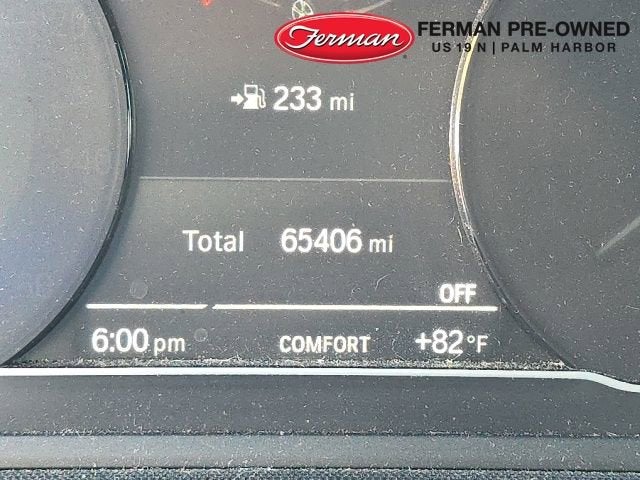 Ferman
FERMAN PRE-OWNED
US 19 N | PALM HARBOR
233 mi
Total 65406 mi
OFF
6:00 pm COMFORT +82°F